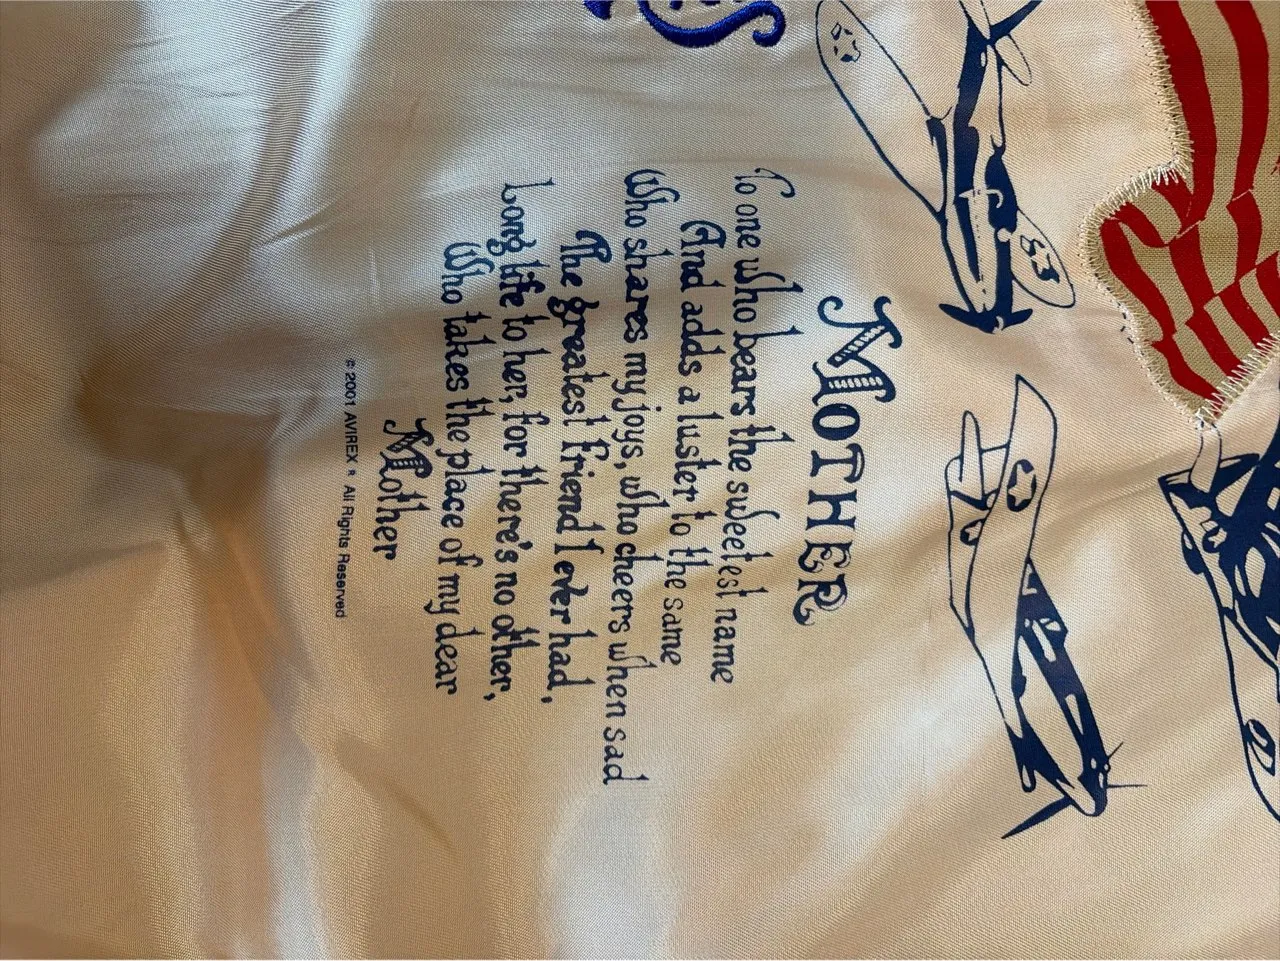 83
MOTHER
To one who bears the sweetest name
And adds a luster to the same
Who shares my joys, who cheers when sad
The greatest friend I ever had,
Long life to her, for there's no other,
Who takes the place of my dear
Mother
© 2001 AVIREX ® All Rights Reserved